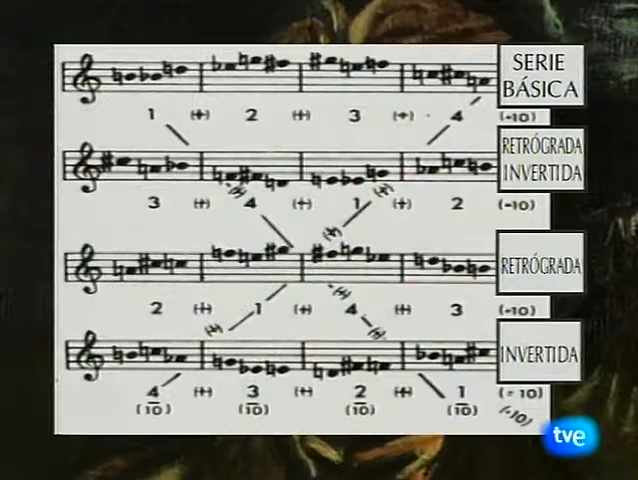 SERIE
BÁSICA
1 (+) 2 (+) 3 (+) 4 (=10)
RETRÓGRADA
INVERTIDA
(+) (+)
3 (+) 4 (+) 1 (+) 2 (=10)
(+)
RETRÓGRADA
(+)
2 (+) 1 (+) 4 (+) 3 (=10)
(+) (+)
INVERTIDA
4 (+) 3 (+) 2 (+) 1 (=10)
(10) (10) (10) (10) (=10)
tve